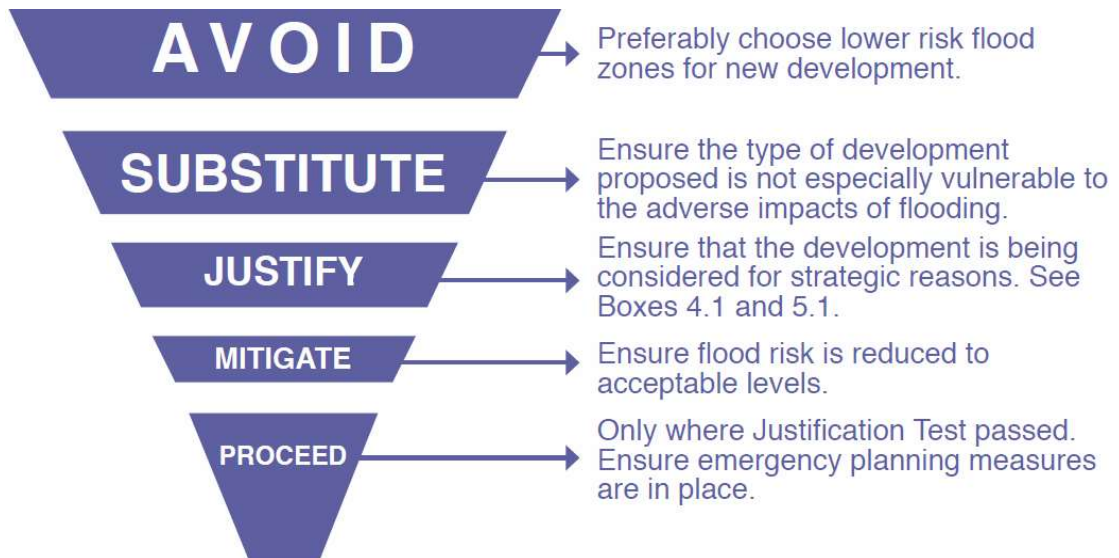 AVOID
Preferably choose lower risk flood
zones for new development.
SUBSTITUTE
Ensure the type of development
proposed is not especially vulnerable to
the adverse impacts of flooding.
JUSTIFY
Ensure that the development is being
considered for strategic reasons. See
Boxes 4.1 and 5.1.
MITIGATE
Ensure flood risk is reduced to
acceptable levels.
PROCEED
Only where Justification Test passed.
Ensure emergency planning measures
are in place.